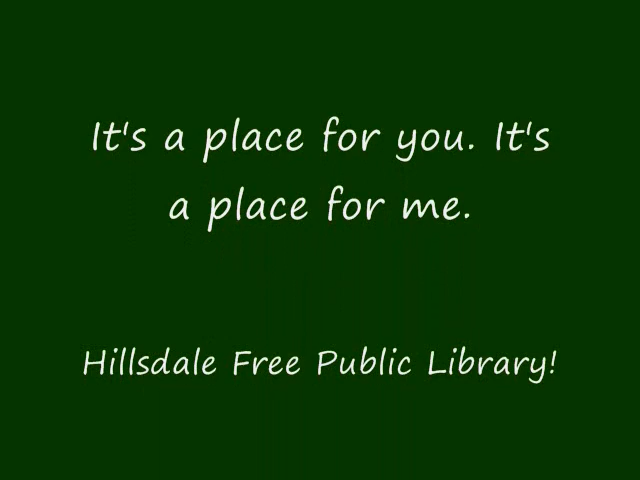 It's a place for you. It's
a place for me.
Hillsdale Free Public Library!